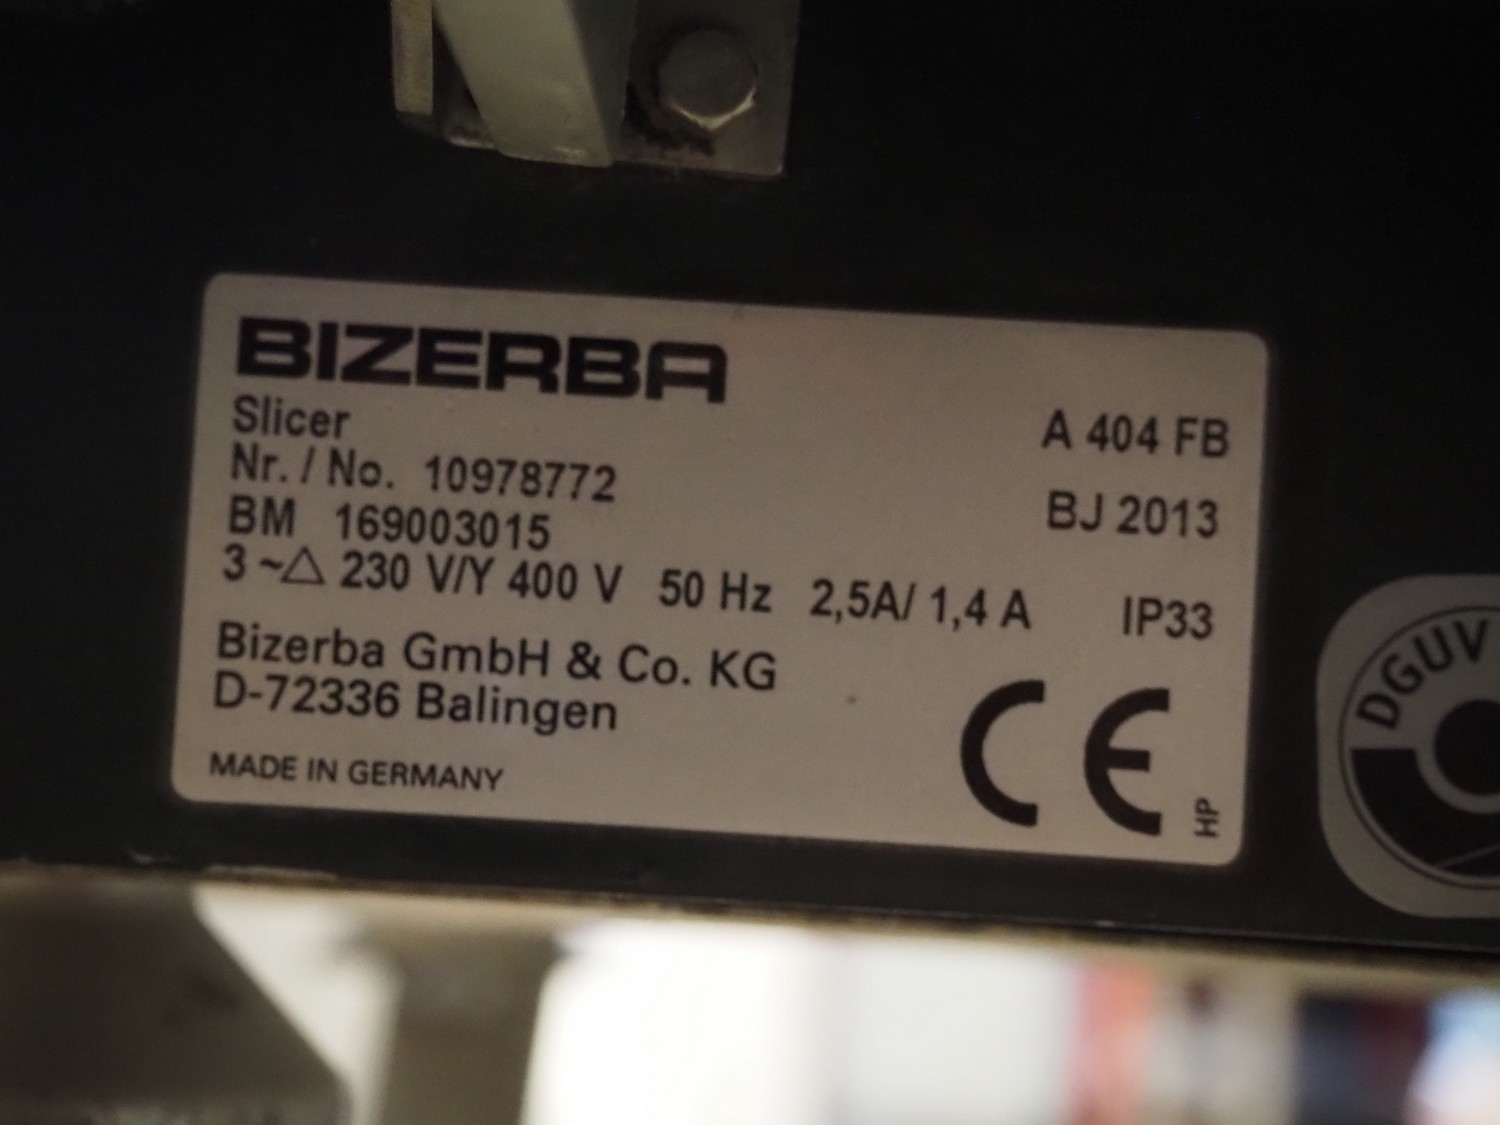 BIZERBA
Slicer
A 404 FB
Nr. / No. 10978772
BM 169003015
BJ 2013
3 ~△ 230 V/Y 400 V 50 Hz 2,5A/ 1,4 A IP33
Bizerba GmbH & Co. KG
D-72336 Balingen
MADE IN GERMANY
CE
HP
DGUV